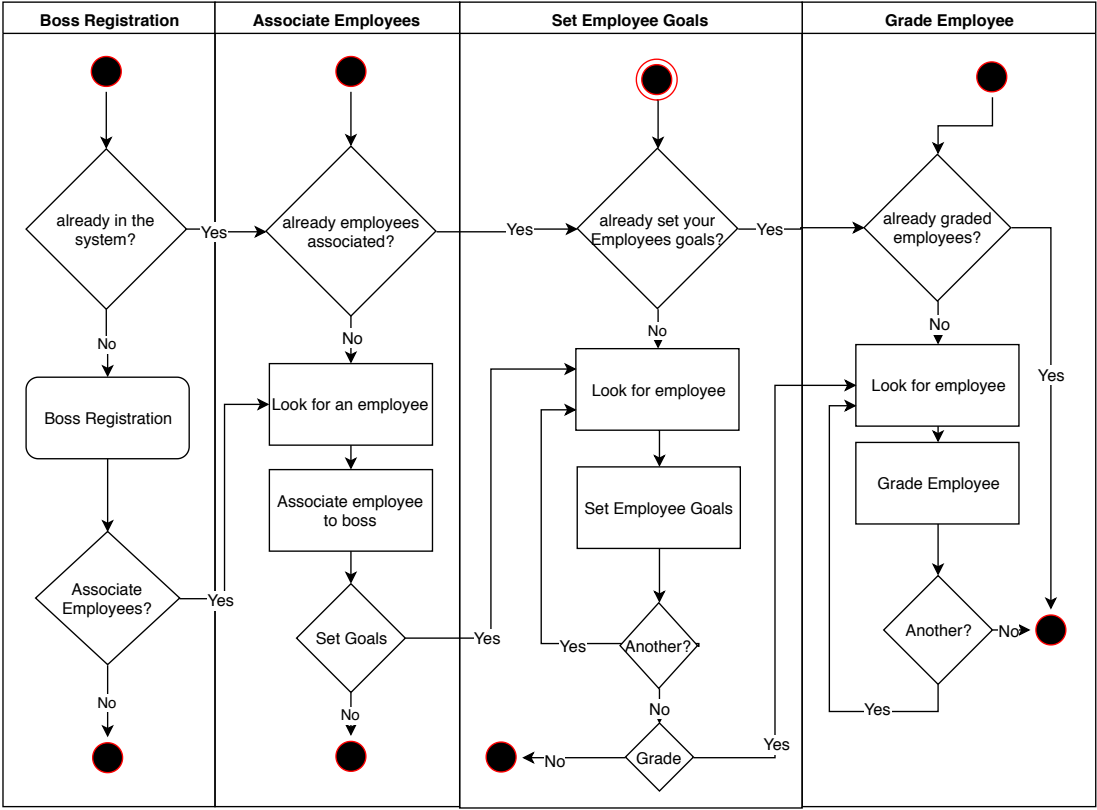 Boss Registration
Associate Employees
Set Employee Goals
Grade Employee
already in the
system?
Yes
already employees
associated?
Yes
already set your
Employees goals?
Yes
already graded
employees?
No
No
No
No
Yes
Boss Registration
Look for an employee
Look for employee
Look for employee
Associate employee
to boss
Set Employee Goals
Grade Employee
Associate
Employees?
Yes
Set Goals
Yes
Yes
Another?
Another?
No
Yes
No
No
No
No
Grade
Yes